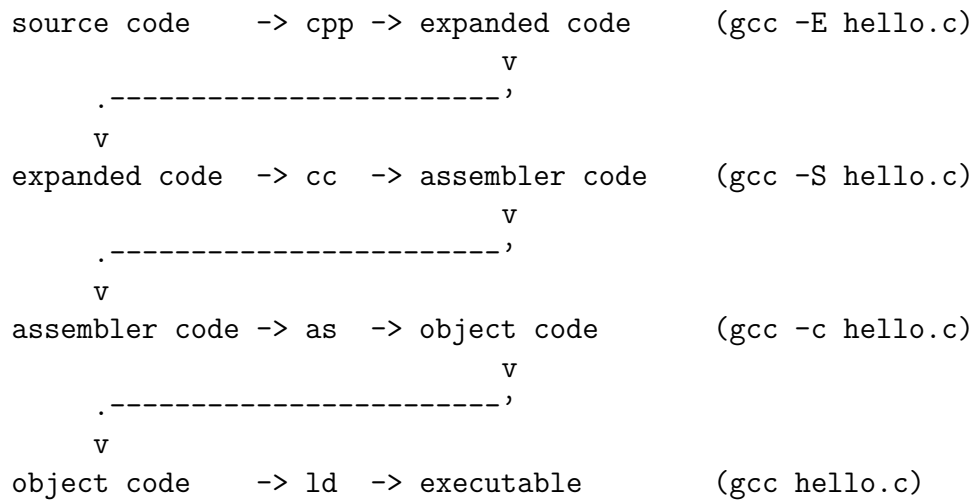 source code    -> cpp -> expanded code     (gcc -E hello.c)
                              v
     .------------------------’
     v
expanded code  -> cc  -> assembler code    (gcc -S hello.c)
                              v
     .------------------------’
     v
assembler code -> as  -> object code       (gcc -c hello.c)
                              v
     .------------------------’
     v
object code    -> ld  -> executable        (gcc hello.c)